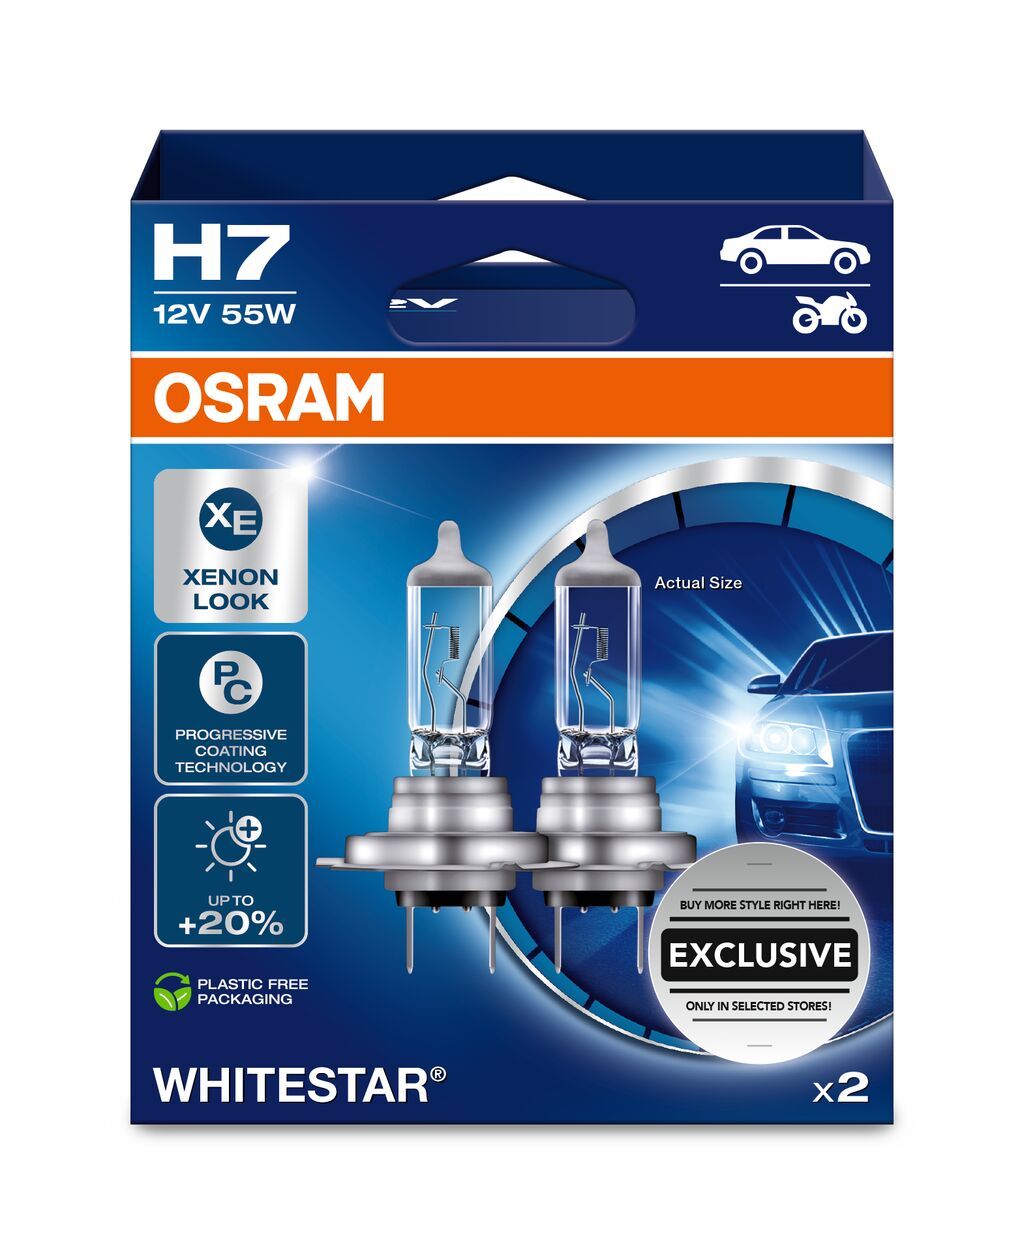 H7
12V 55W
2V
OSRAM
XE
XENON
LOOK
PC
PROGRESSIVE
COATING
TECHNOLOGY
UP TO
+20%
PLASTIC FREE
PACKAGING
Actual Size
BUY MORE STYLE RIGHT HERE!
EXCLUSIVE
ONLY IN SELECTED STORES!
WHITESTAR®
x2